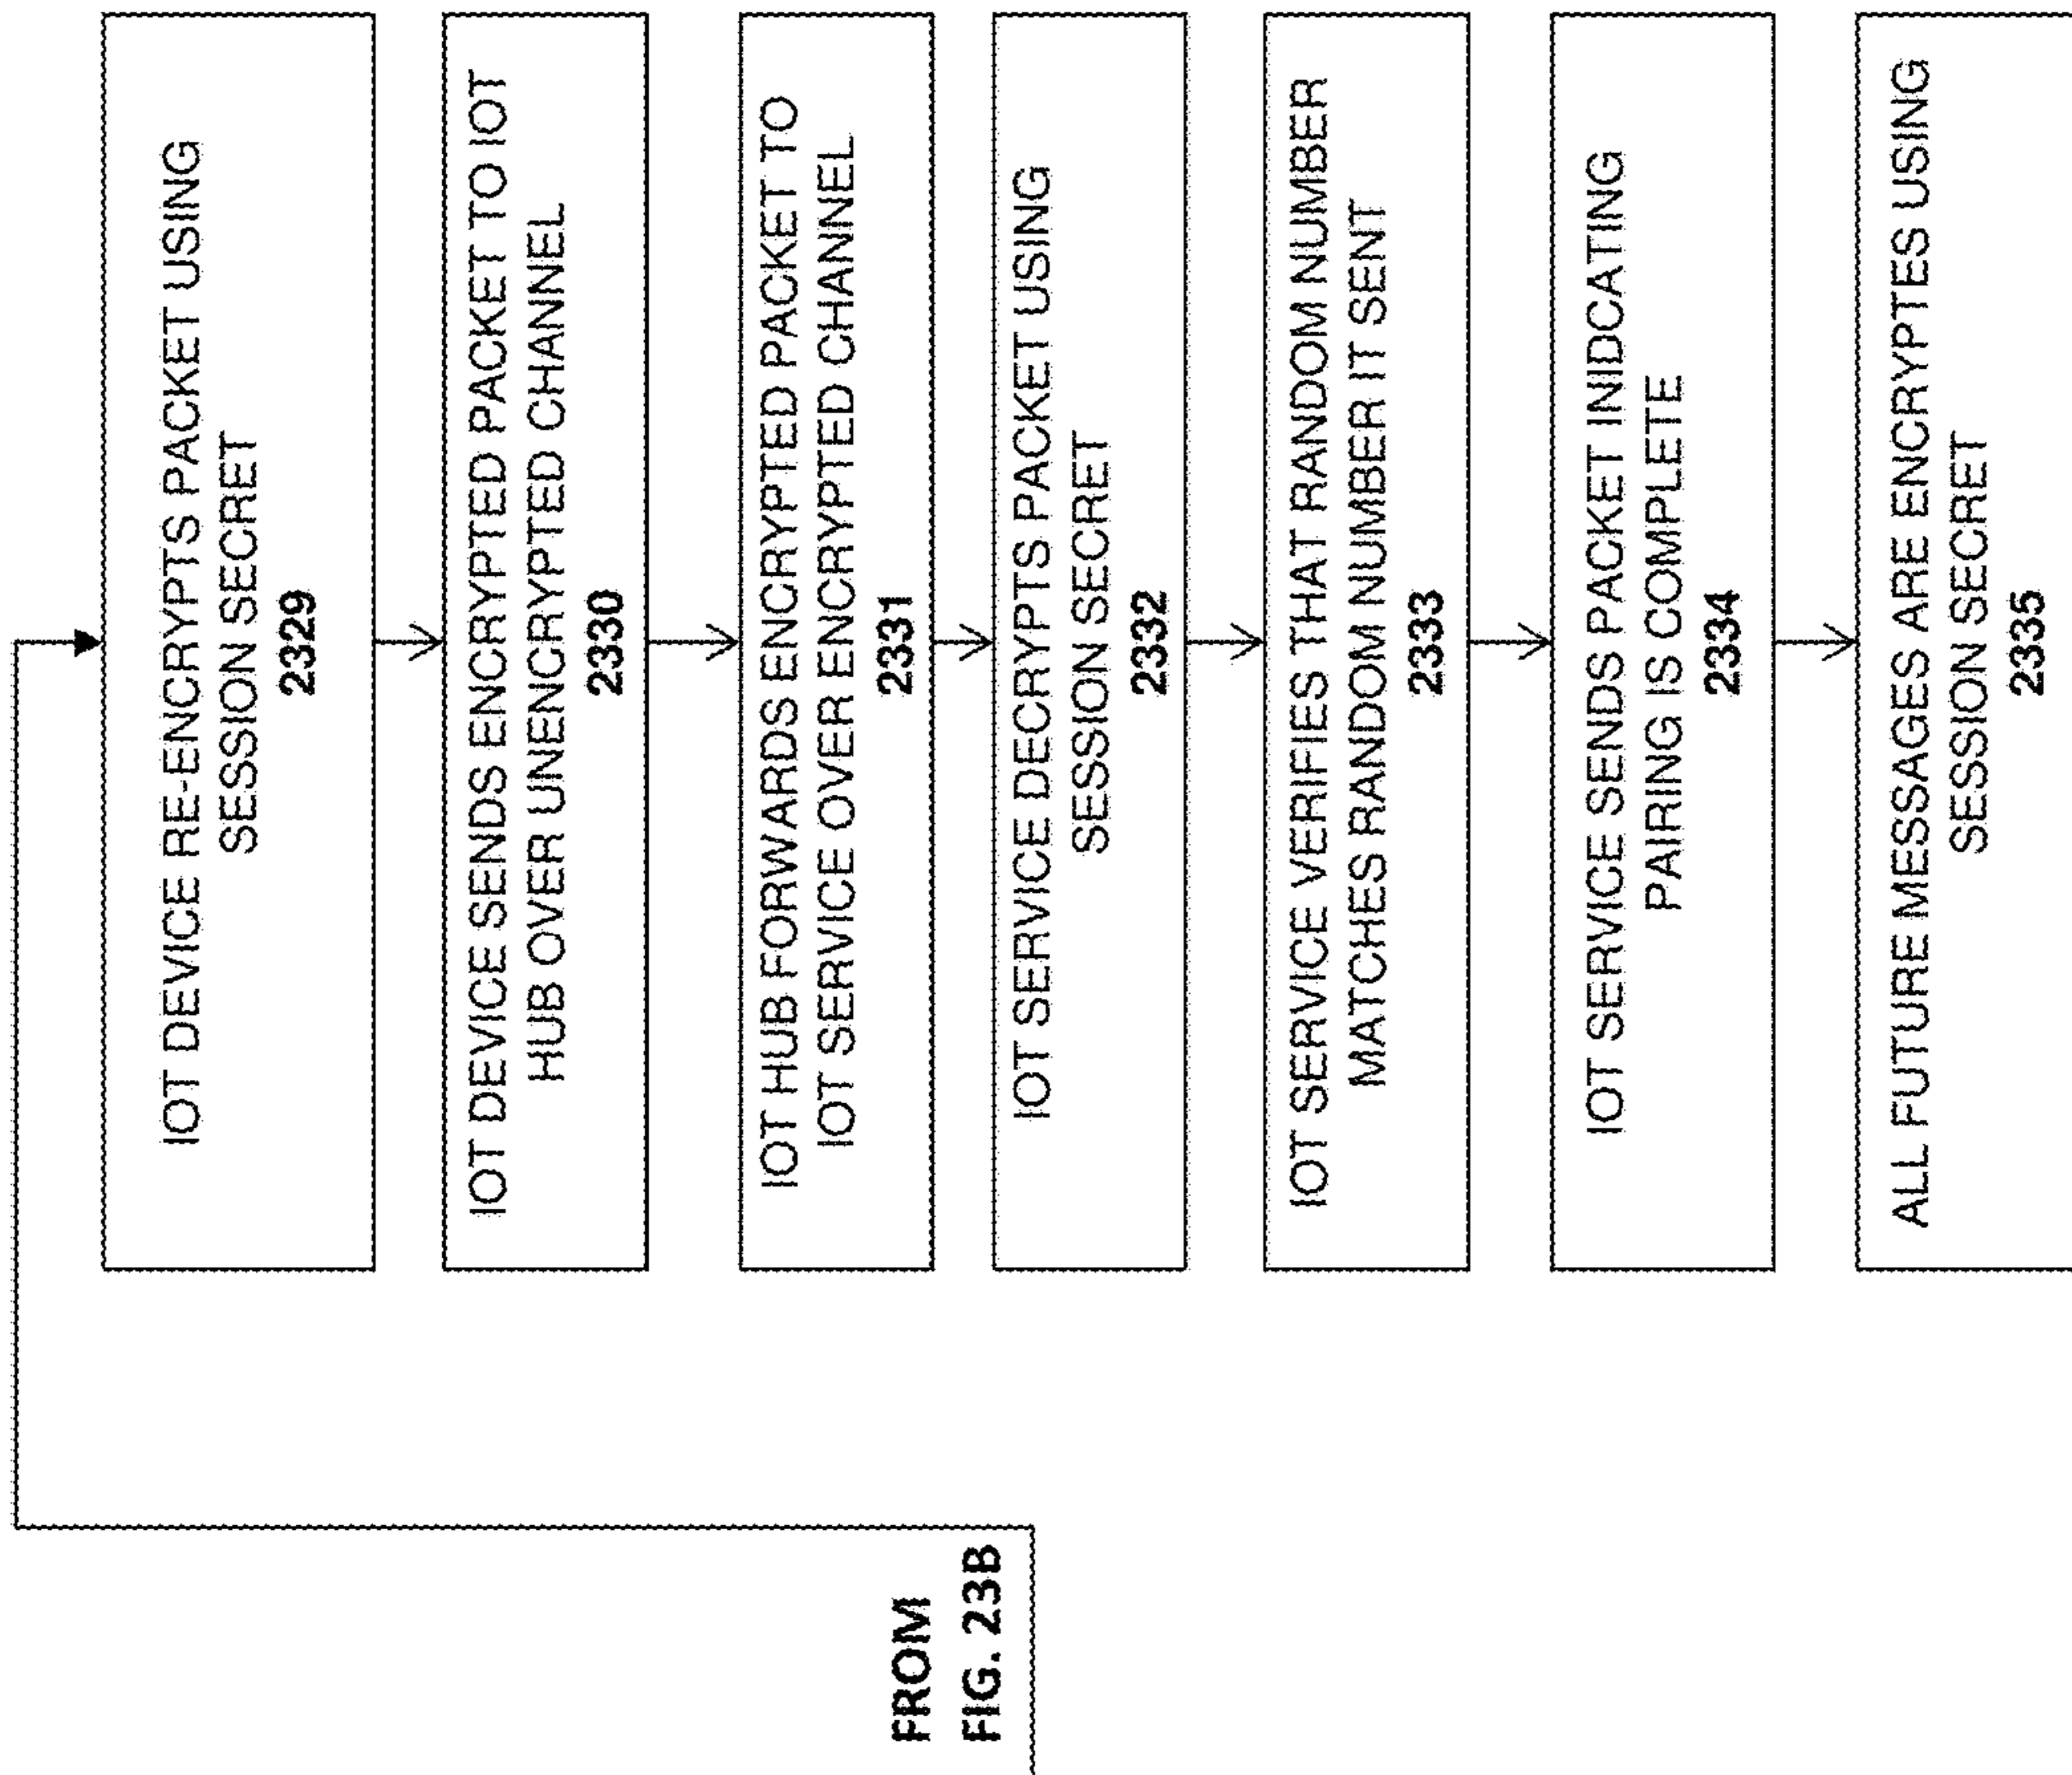 FROM
FIG. 23B
IOT DEVICE RE-ENCRYPTS PACKET USING
SESSION SECRET
2329
IOT DEVICE SENDS ENCRYPTED PACKET TO IOT
HUB OVER UNENCRYPTED CHANNEL
2330
IOT HUB FORWARDS ENCRYPTED PACKET TO
IOT SERVICE OVER ENCRYPTED CHANNEL
2331
IOT SERVICE DECRYPTS PACKET USING
SESSION SECRET
2332
IOT SERVICE VERIFIES THAT RANDOM NUMBER
MATCHES RANDOM NUMBER IT SENT
2333
IOT SERVICE SENDS PACKET INIDCATING
PAIRING IS COMPLETE
2334
ALL FUTURE MESSAGES ARE ENCRYPTES USING
SESSION SECRET
2335